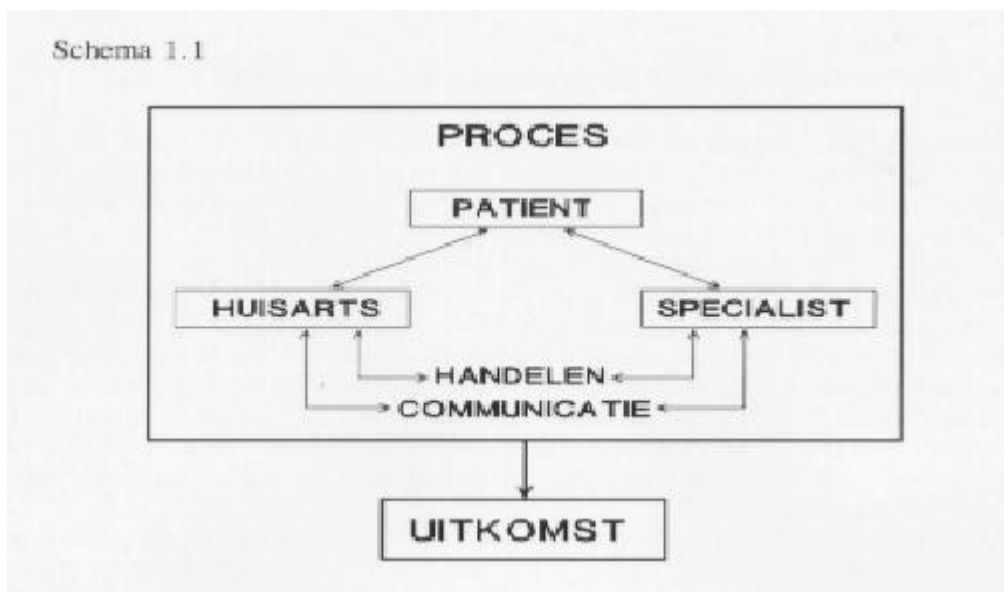 Schema 1.1
PROCES
PATIENT
HUISARTS SPECIALIST
HANDELEN
COMMUNICATIE
UITKOMST